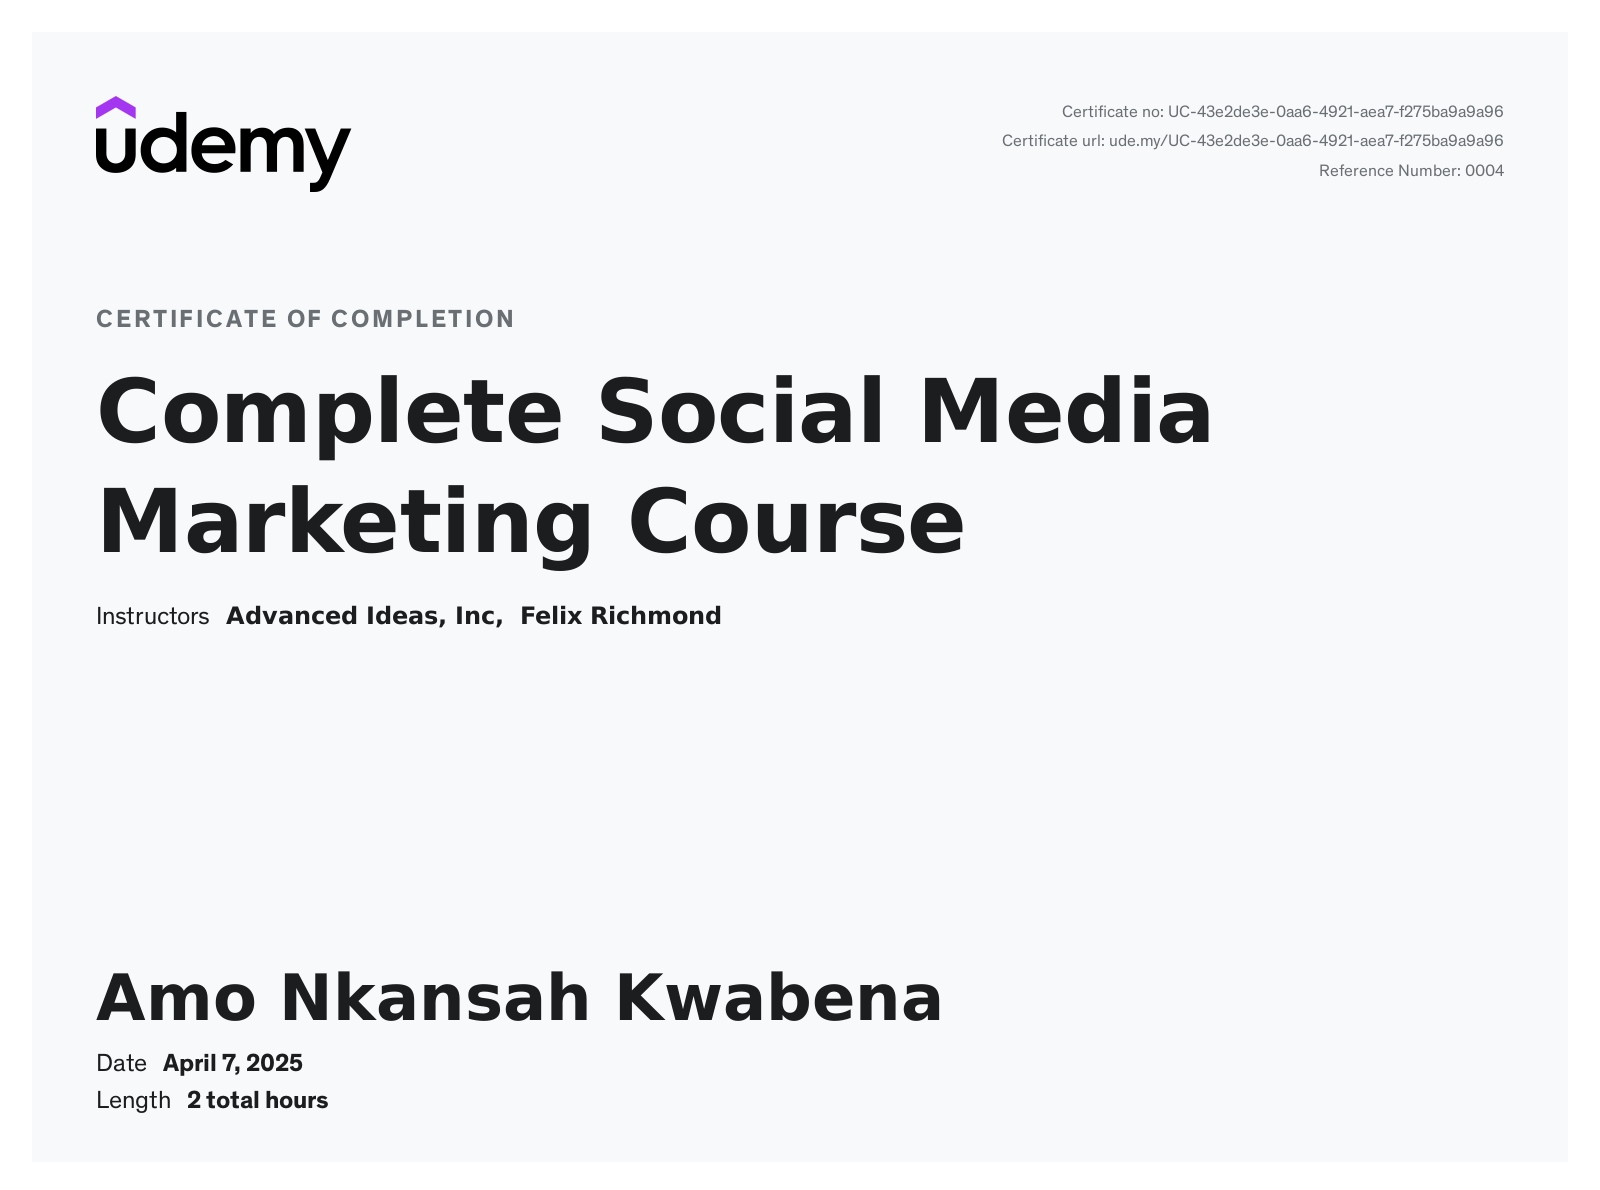 udemy
Certificate no: UC-43e2de3e-0aa6-4921-aea7-f275ba9a9a96
Certificate url: ude.my/UC-43e2de3e-0aa6-4921-aea7-f275ba9a9a96
Reference Number: 0004
CERTIFICATE OF COMPLETION
Complete Social Media
Marketing Course
Instructors Advanced Ideas, Inc, Felix Richmond
Amo Nkansah Kwabena
Date April 7, 2025
Length 2 total hours